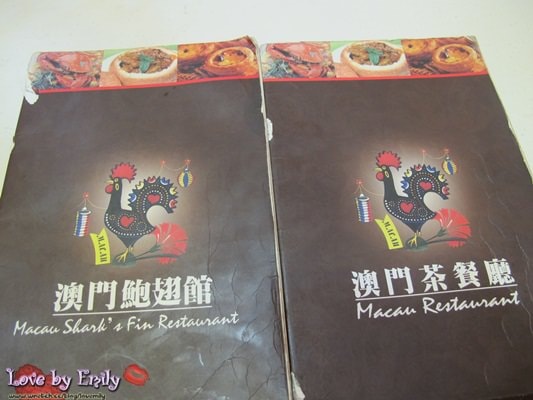 MACAU
澳門鮑翅館
Macau Shark's Fin Restaurant
MACAU
澳門茶餐廳
Macau Restaurant
Love by Emily